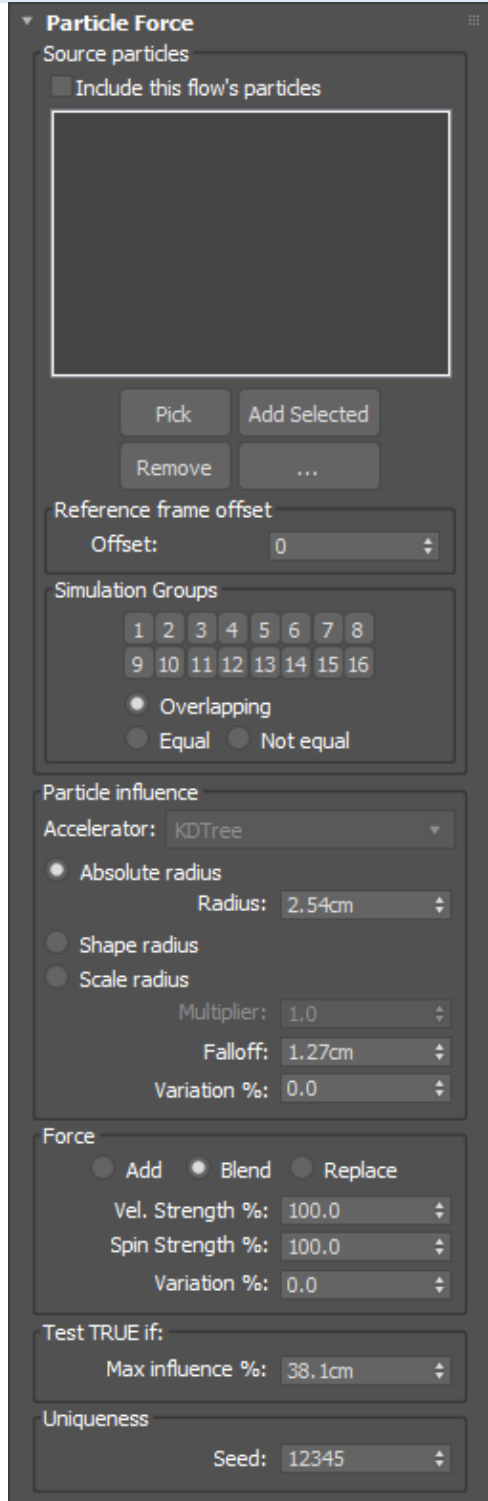 Particle Force
Source particles
Include this flow's particles
Pick Add Selected
Remove ...
Reference frame offset
Offset: 0
Simulation Groups
1 2 3 4 5 6 7 8
9 10 11 12 13 14 15 16
Overlapping
Equal Not equal
Particle influence
Accelerator: KDTree
Absolute radius
Radius: 2.54cm
Shape radius
Scale radius
Multiplier: 1.0
Falloff: 1.27cm
Variation %: 0.0
Force
Add Blend Replace
Vel. Strength %: 100.0
Spin Strength %: 100.0
Variation %: 0.0
Test TRUE if:
Max influence %: 38.1cm
Uniqueness
Seed: 12345